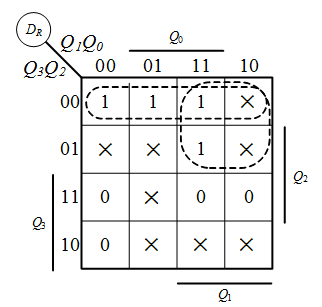 D_R
Q_1Q_0 Q_0
Q_3Q_2 00 01 11 10
00 1 1 1 ×
01 × × 1 ×
Q_2
11 0 × 0 0
Q_3
10 0 × × ×
Q_1